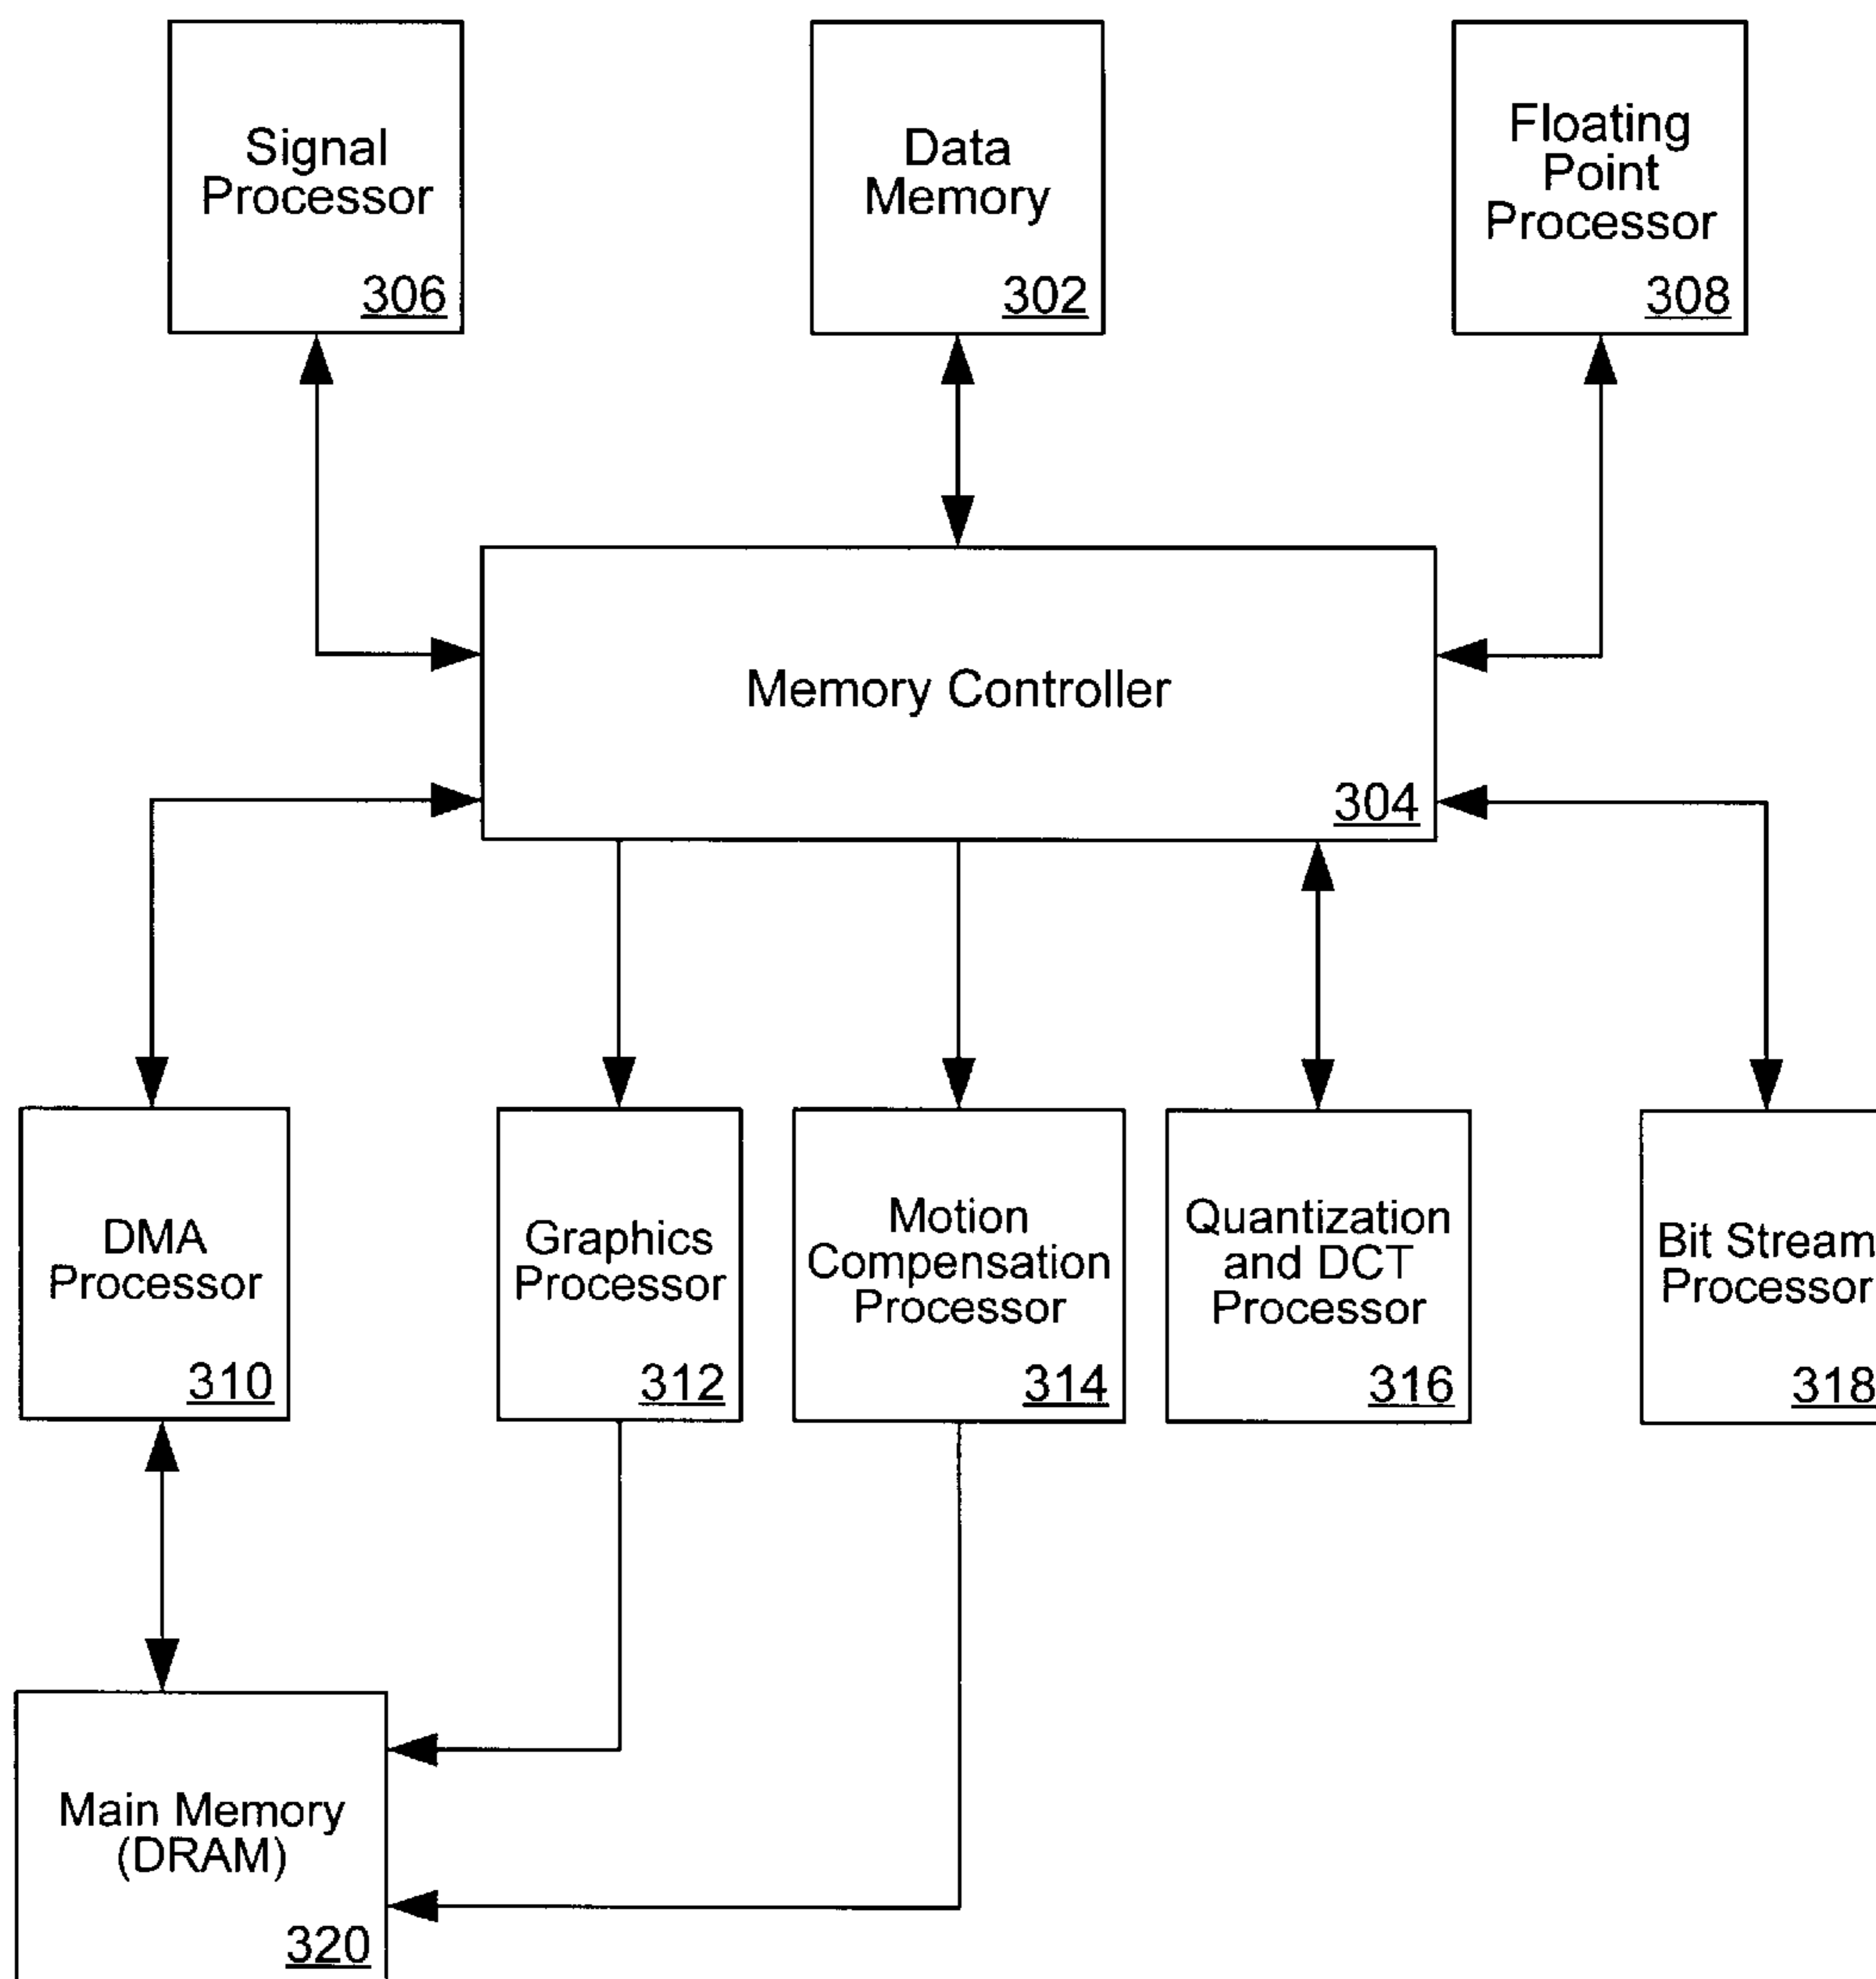 Signal
Processor
306
Data
Memory
302
Floating
Point
Processor
308
Memory Controller
304
DMA
Processor
310
Graphics
Processor
312
Motion
Compensation
Processor
314
Quantization
and DCT
Processor
316
Bit Stream
Processor
318
Main Memory
(DRAM)
320